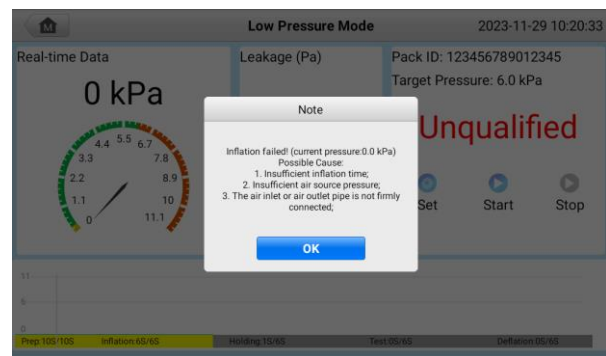 M
Low Pressure Mode
2023-11-29 10:20:33
Real-time Data
Leakage (Pa)
Pack ID: 123456789012345
Target Pressure: 6.0 kPa
0 kPa
Unqualified
0
1.1
2.2
3.3
4.4
5.5
6.7
7.8
8.9
10
11.1
Note
Inflation failed! (current pressure:0.0 kPa)
Possible Cause:
1. Insufficient inflation time;
2. Insufficient air source pressure;
3. The air inlet or air outlet pipe is not firmly
connected;
OK
Set
Start
Stop
11
5
0
Prep:10S/10S
Inflation:6S/6S
Holding:1S/6S
Test:0S/6S
Deflation:0S/6S